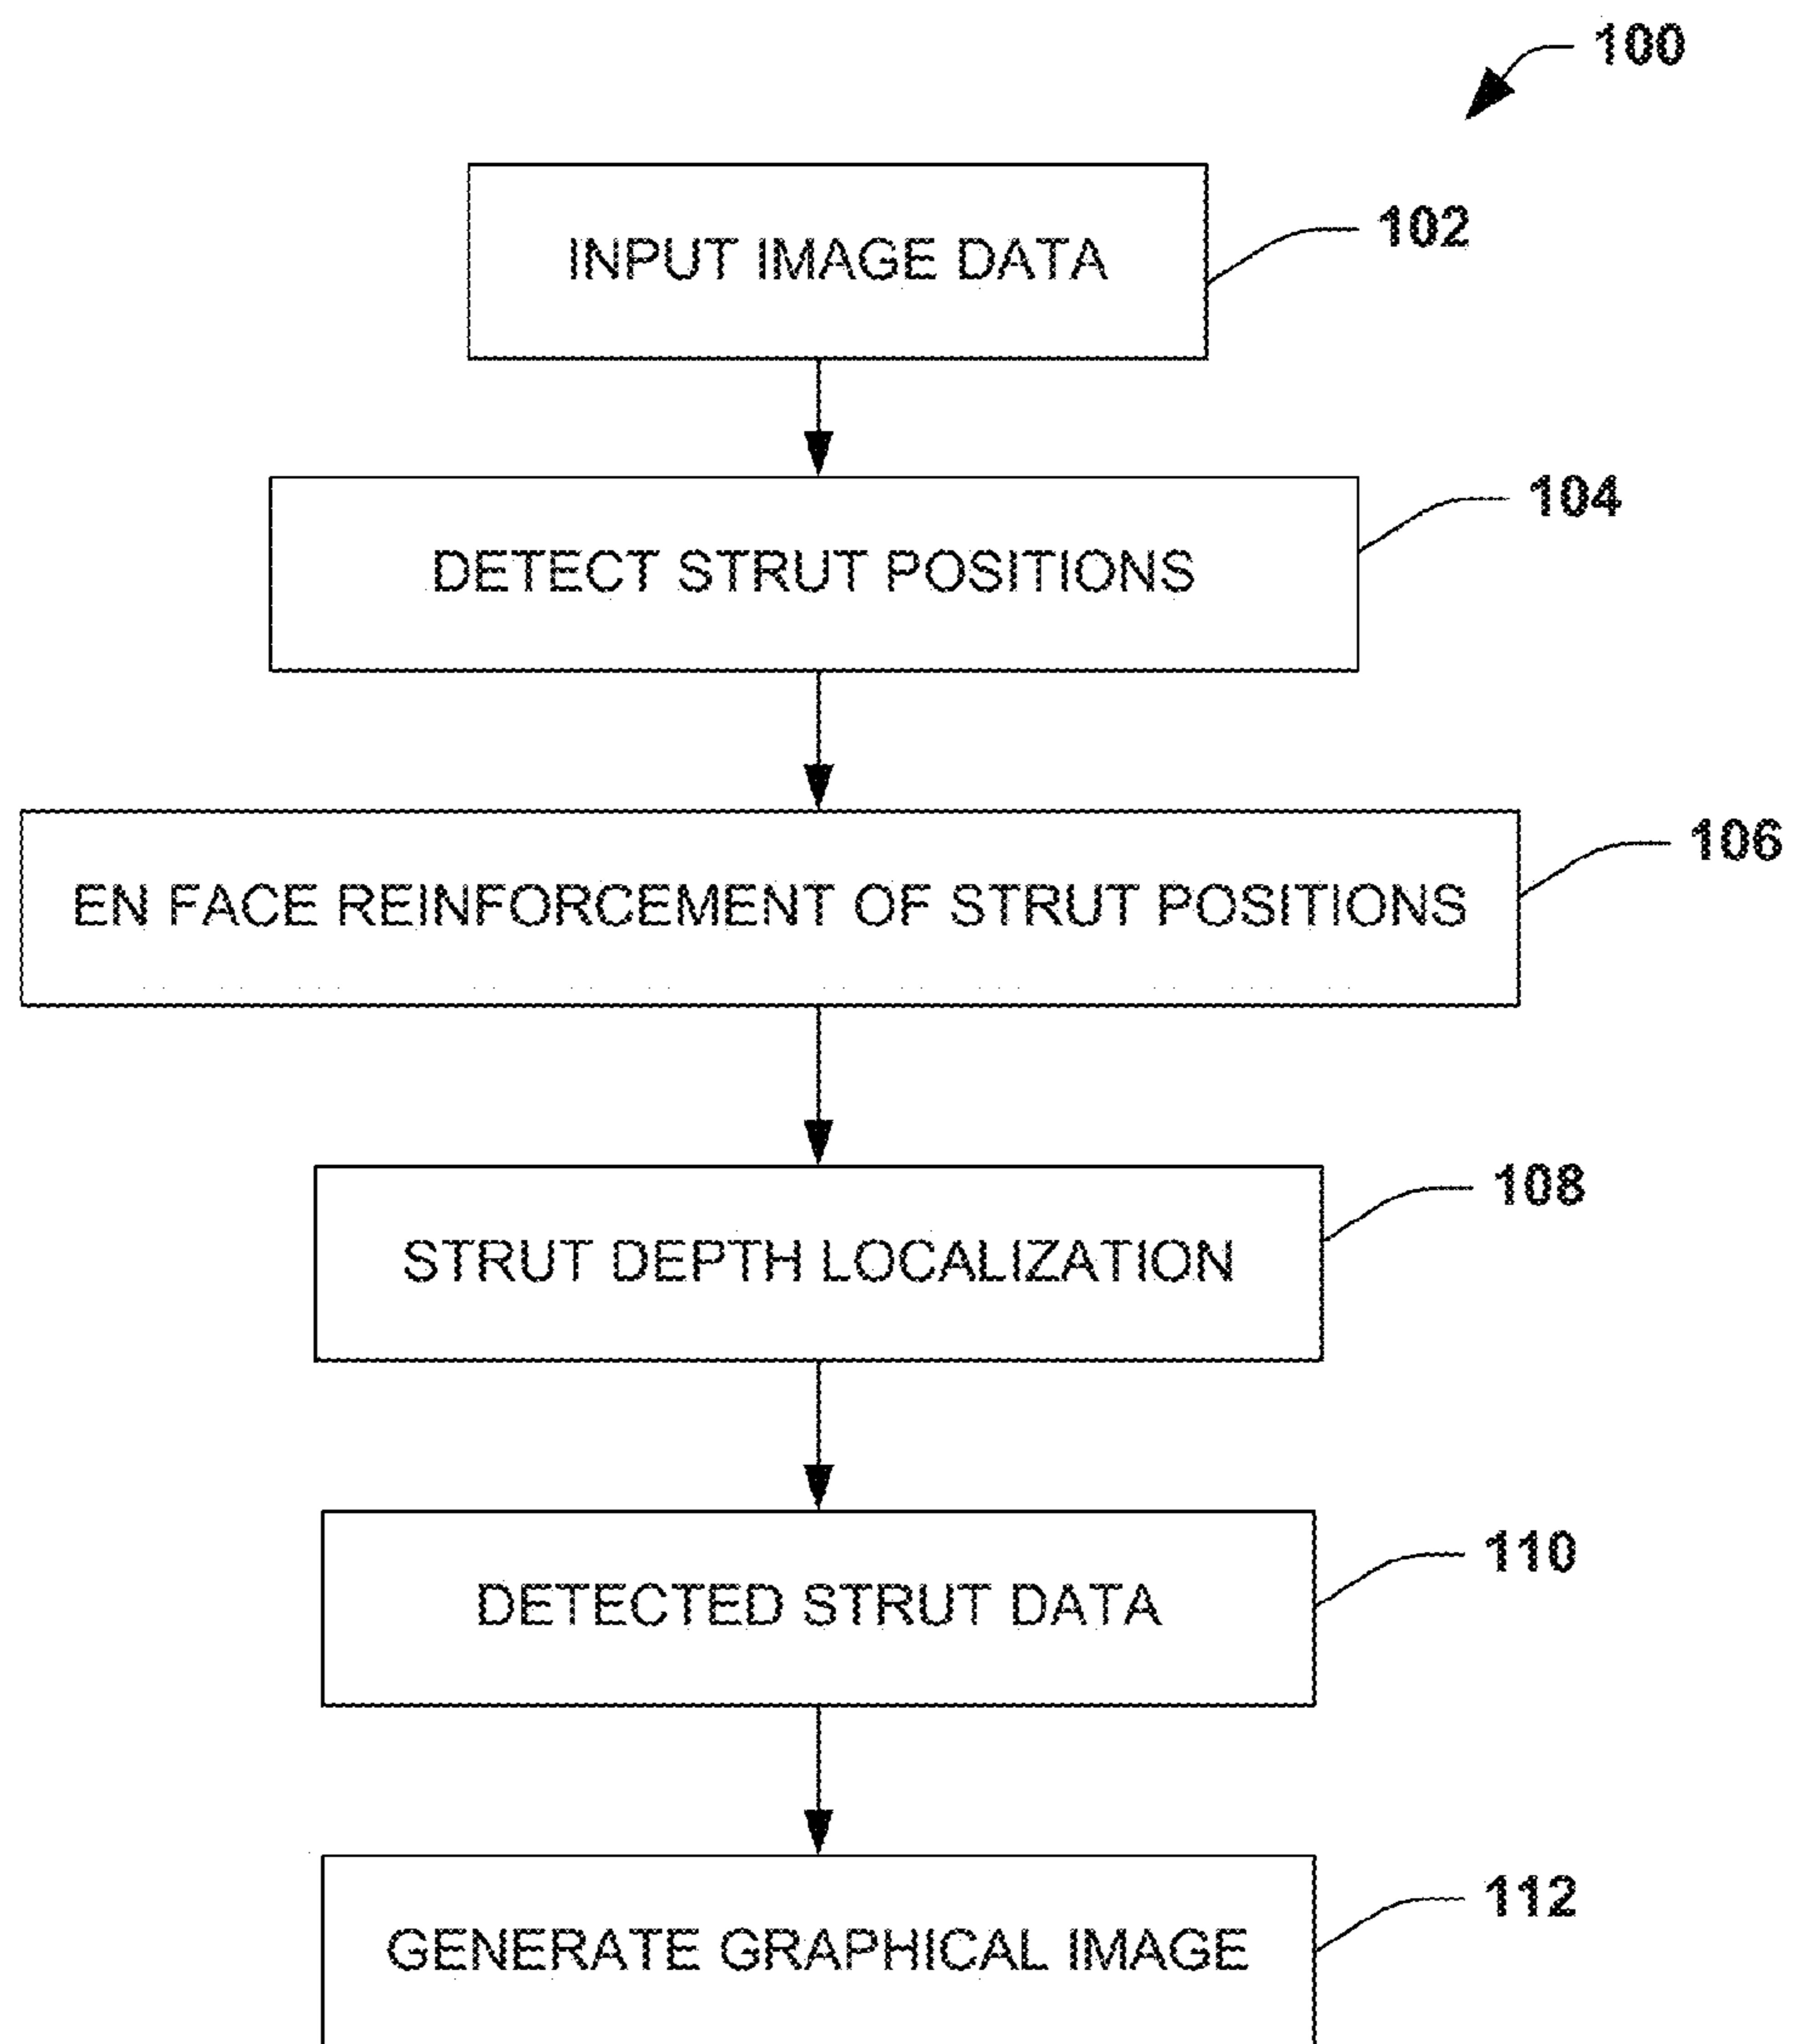 100
INPUT IMAGE DATA
102
DETECT STRUT POSITIONS
104
EN FACE REINFORCEMENT OF STRUT POSITIONS
106
STRUT DEPTH LOCALIZATION
108
DETECTED STRUT DATA
110
GENERATE GRAPHICAL IMAGE
112